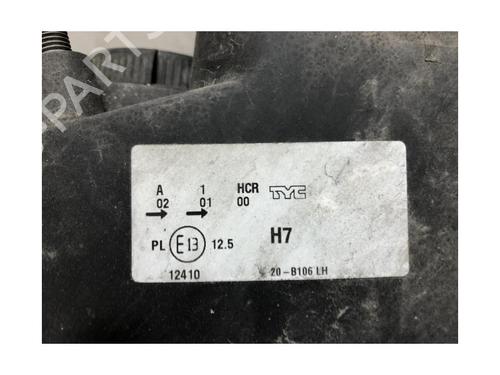 A 1 HCR TYC
02 01 00
PL E13 12.5 H7
12410 20-B106 LH